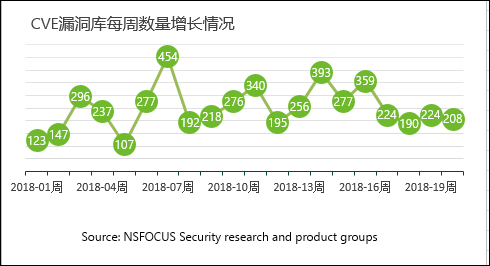 CVE漏洞库每周数量增长情况
123 147 296 237 107 277 454 192 218 276 340 195 256 393 277 359 224 190 224 208
2018-01周 2018-04周 2018-07周 2018-10周 2018-13周 2018-16周 2018-19周
Source: NSFOCUS Security research and product groups